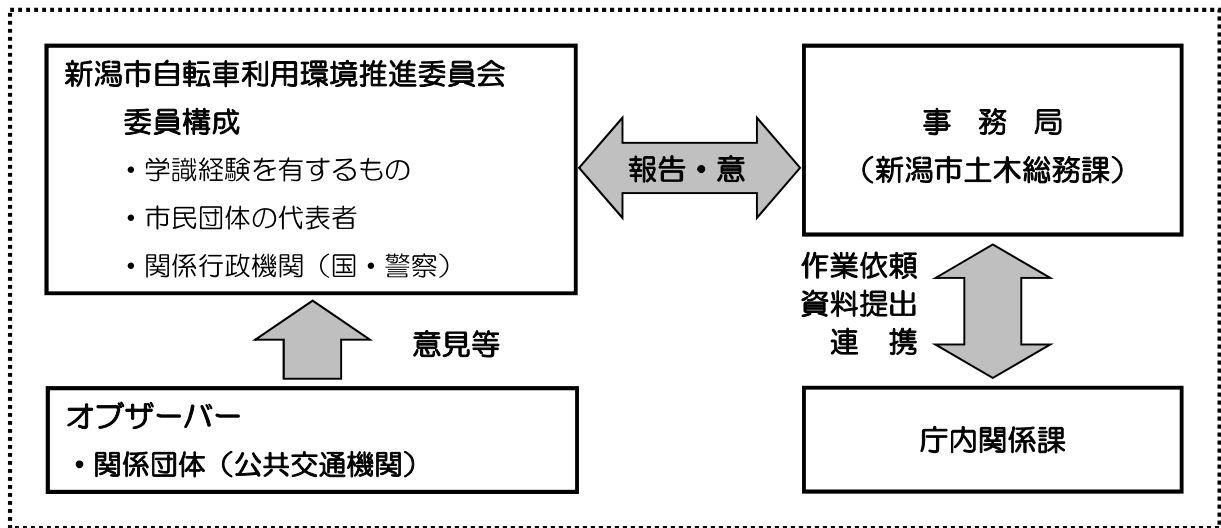 新潟市自転車利用環境推進委員会
委員構成
・学識経験を有するもの
・市民団体の代表者
・関係行政機関（国・警察）
報告・意
事　務　局
（新潟市土木総務課）
意見等
作業依頼
資料提出
連　携
オブザーバー
・関係団体（公共交通機関）
庁内関係課